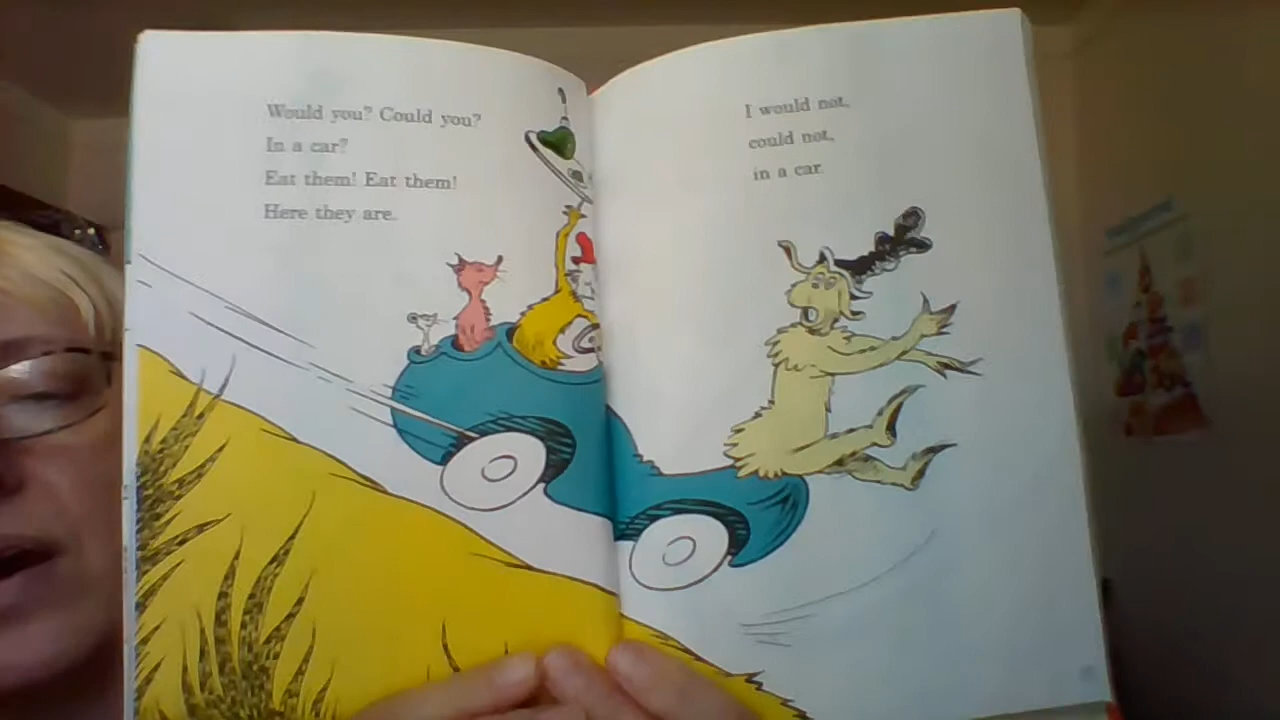 Would you? Could you?
In a car?
Eat them! Eat them!
Here they are.
I would not,
could not,
in a car.